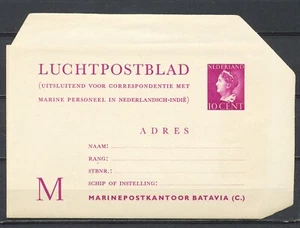 LUCHTPOSTBLAD
(UITSLUITEND VOOR CORRESPONDENTIE MET
MARINE PERSONEEL IN NEDERLANDSCH-INDIË)
NEDERLAND
10 CENT
ADRES
NAAM:
RANG:
STBNR.:
SCHIP OF INSTELLING:
M MARINEPOSTKANTOOR BATAVIA (C.)